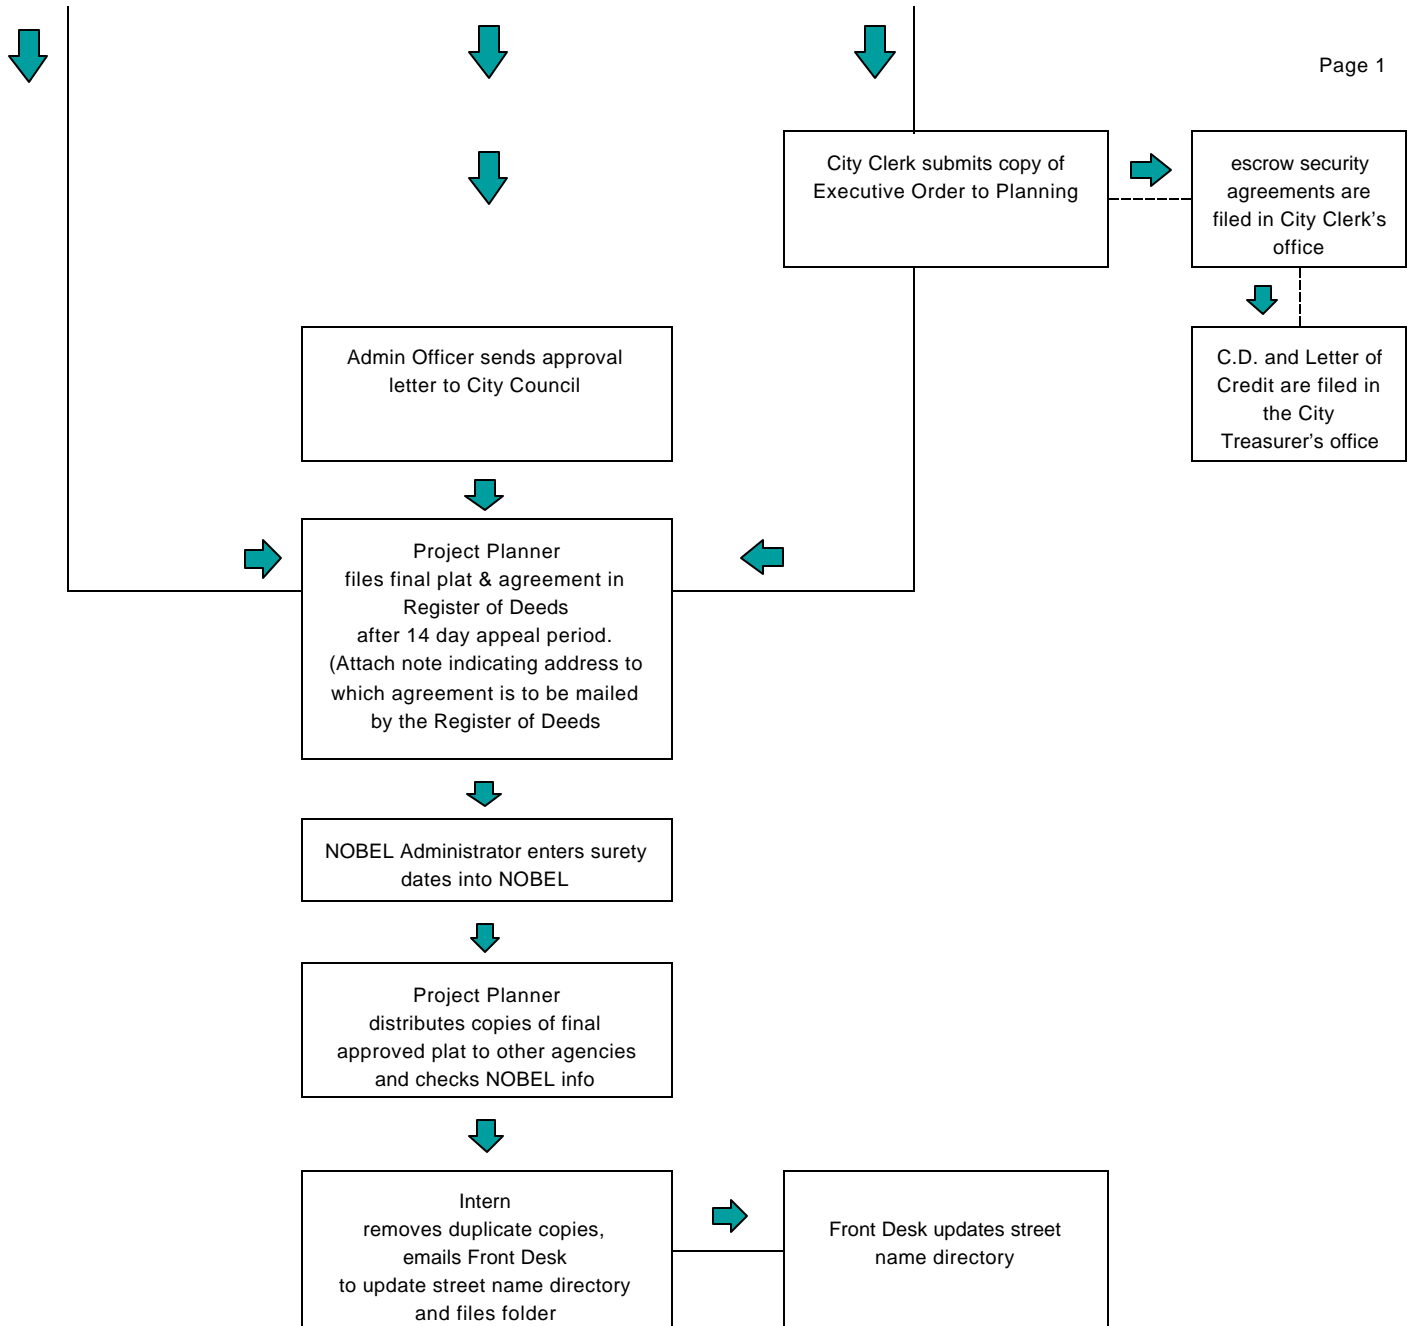 Page 1
City Clerk submits copy of
Executive Order to Planning
escrow security
agreements are
filed in City Clerk's
office
C.D. and Letter of
Credit are filed in
the City
Treasurer's office
Admin Officer sends approval
letter to City Council
Project Planner
files final plat & agreement in
Register of Deeds
after 14 day appeal period.
(Attach note indicating address to
which agreement is to be mailed
by the Register of Deeds
NOBEL Administrator enters surety
dates into NOBEL
Project Planner
distributes copies of final
approved plat to other agencies
and checks NOBEL info
Intern
removes duplicate copies,
emails Front Desk
to update street name directory
and files folder
Front Desk updates street
name directory